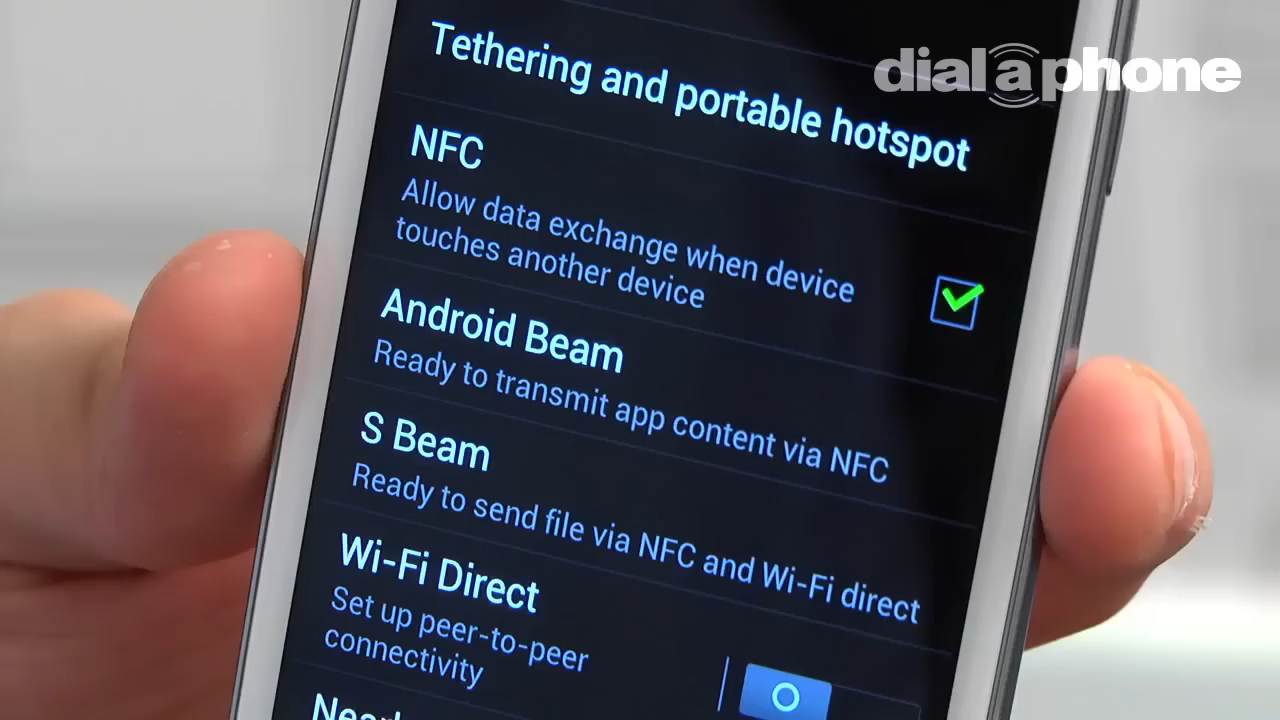 dialaphone
Tethering and portable hotspot
NFC
Allow data exchange when device
touches another device
Android Beam
Ready to transmit app content via NFC
S Beam
Ready to send file via NFC and Wi-Fi direct
Wi-Fi Direct
Set up peer-to-peer
connectivity